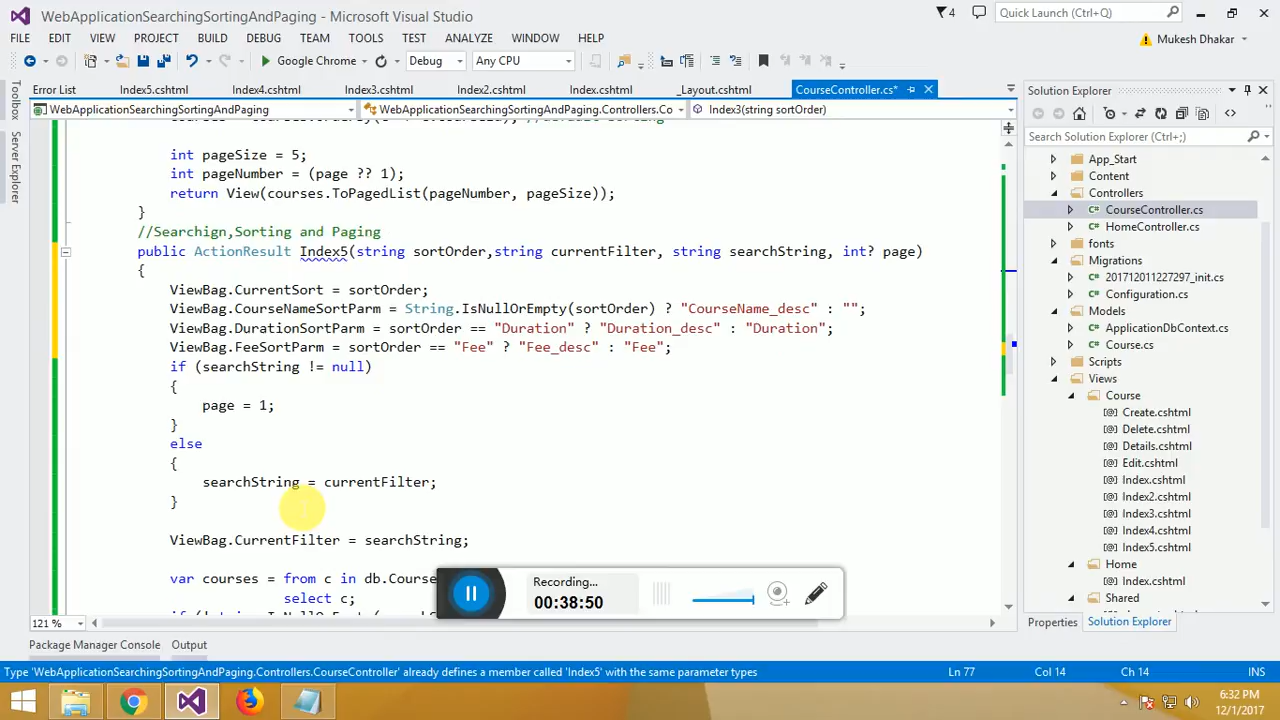 WebApplicationSearchingSortingAndPaging - Microsoft Visual Studio
4
Quick Launch (Ctrl+Q)
FILE EDIT VIEW PROJECT BUILD DEBUG TEAM TOOLS TEST ANALYZE WINDOW HELP
Mukesh Dhakar
Google Chrome
Debug
Any CPU
Toolbox
Server Explorer
Error List Index5.cshtml Index4.cshtml Index3.cshtml Index2.cshtml Index.cshtml _Layout.cshtml CourseController.cs*
WebApplicationSearchingSortingAndPaging WebApplicationSearchingSortingAndPaging.Controllers.Co Index3(string sortOrder)
int pageSize = 5;
int pageNumber = (page ?? 1);
return View(courses.ToPagedList(pageNumber, pageSize));
}
//Searchign,Sorting and Paging
public ActionResult Index5(string sortOrder,string currentFilter, string searchString, int? page)
{
ViewBag.CurrentSort = sortOrder;
ViewBag.CourseNameSortParm = String.IsNullOrEmpty(sortOrder) ? "CourseName_desc" : "";
ViewBag.DurationSortParm = sortOrder == "Duration" ? "Duration_desc" : "Duration";
ViewBag.FeeSortParm = sortOrder == "Fee" ? "Fee_desc" : "Fee";
if (searchString != null)
{
page = 1;
}
else
{
searchString = currentFilter;
}
ViewBag.CurrentFilter = searchString;
var courses = from c in db.Course
select c;
Recording...
00:38:50
121 %
Solution Explorer
Search Solution Explorer (Ctrl+;)
App_Start
Content
Controllers
CourseController.cs
HomeController.cs
fonts
Migrations
201712011227297_init.cs
Configuration.cs
Models
ApplicationDbContext.cs
Course.cs
Scripts
Views
Course
Create.cshtml
Delete.cshtml
Details.cshtml
Edit.cshtml
Index.cshtml
Index2.cshtml
Index3.cshtml
Index4.cshtml
Index5.cshtml
Home
Index.cshtml
Shared
Properties Solution Explorer
Package Manager Console Output
Type 'WebApplicationSearchingSortingAndPaging.Controllers.CourseController' already defines a member called 'Index5' with the same parameter types
Ln 77 Col 14 Ch 14 INS
6:32 PM
12/1/2017